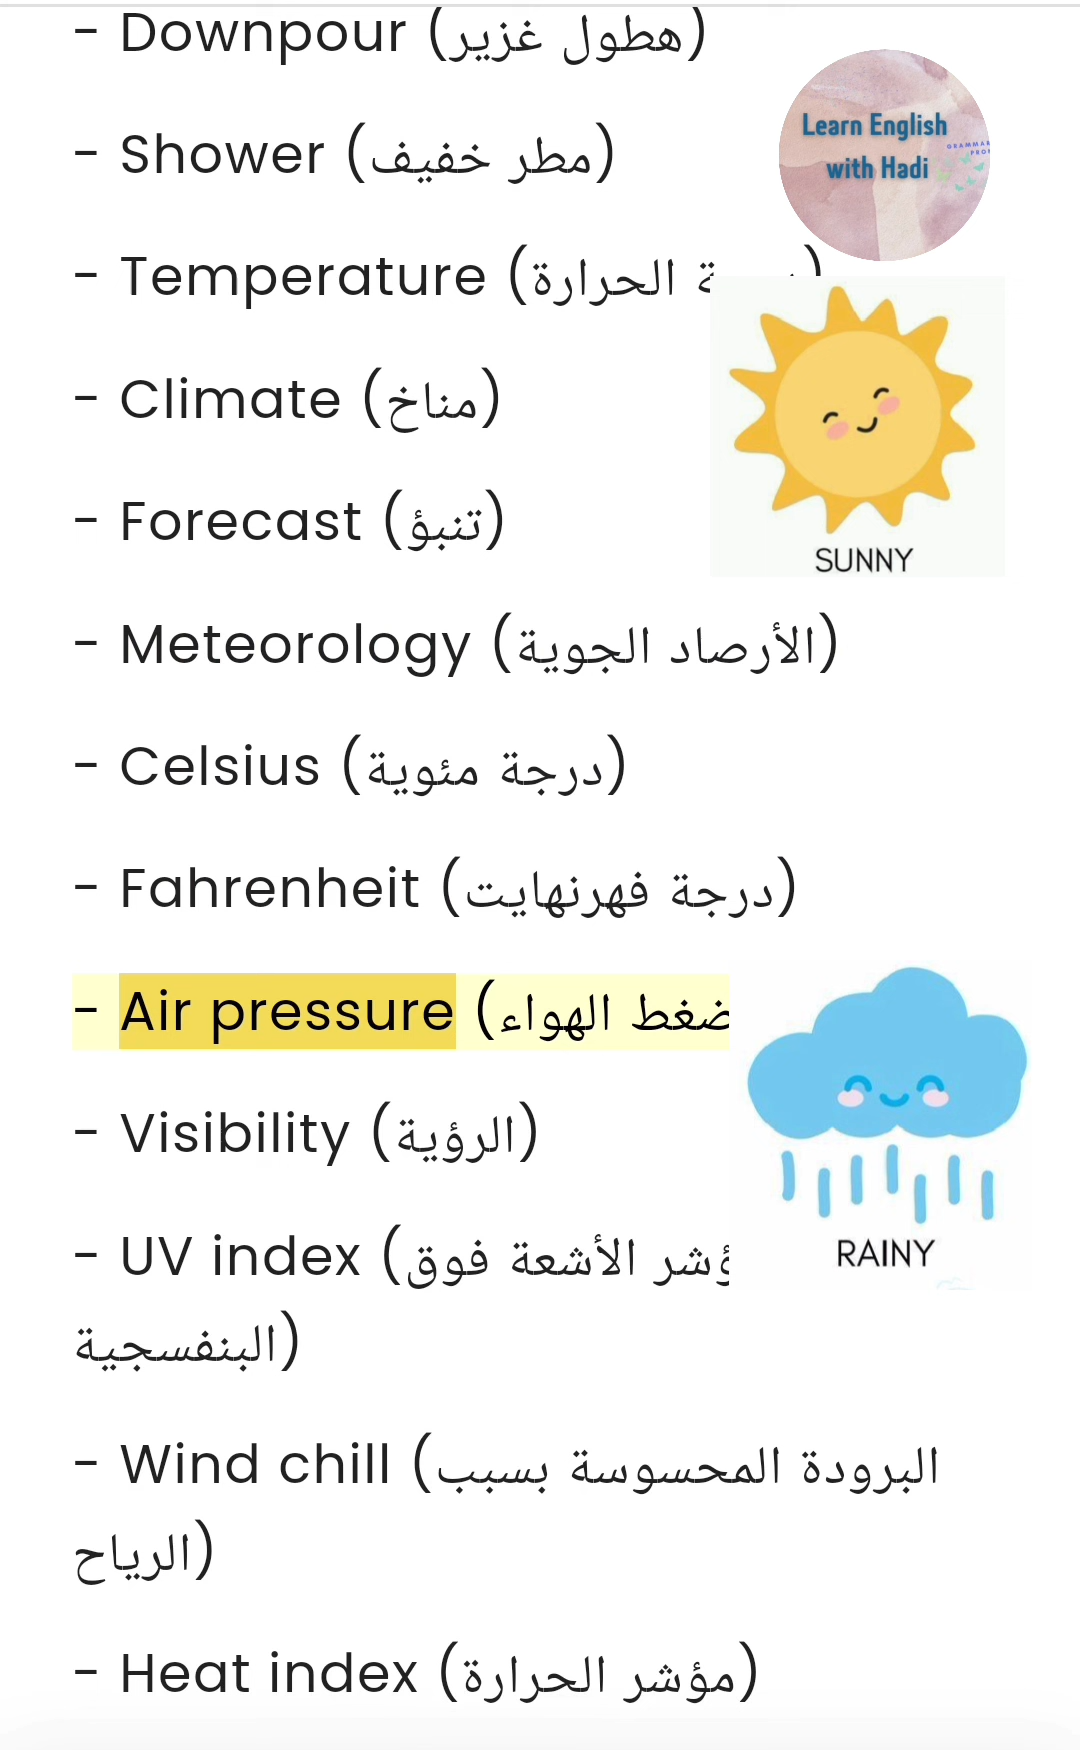 - Downpour (هطول غزير)
Learn English
with Hadi
- Shower (مطر خفيف)
- Temperature (الحرارة)
- Climate (مناخ)
- Forecast (تنبؤ)
SUNNY
- Meteorology (الأرصاد الجوية)
- Celsius (درجة مئوية)
- Fahrenheit (درجة فهرنهايت)
- Air pressure (ضغط الهواء
- Visibility (الرؤية)
- UV index (ؤشر الأشعة فوق
البنفسجية)
RAINY
- Wind chill (البرودة المحسوسة بسبب
الرياح)
- Heat index (مؤشر الحرارة)